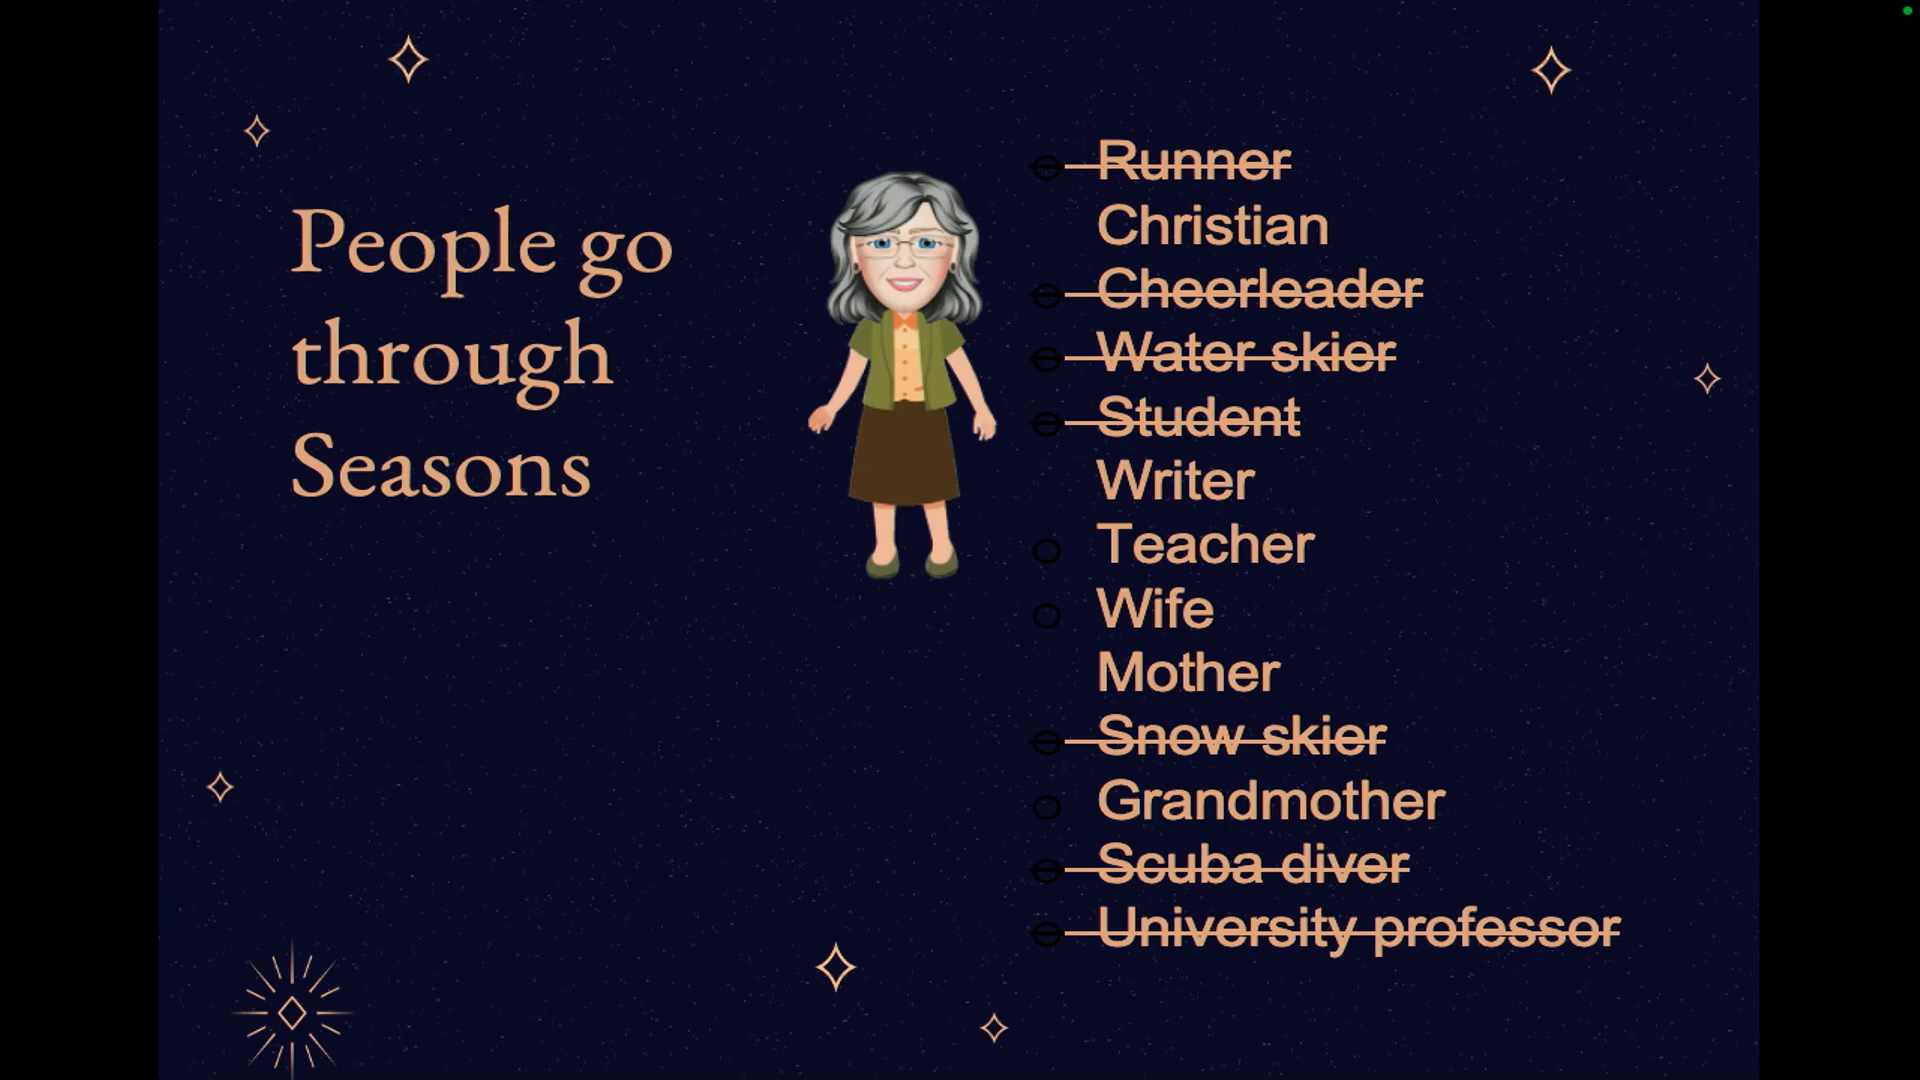 People go
through
Seasons
Runner
Christian
Cheerleader
Water skier
Student
Writer
Teacher
Wife
Mother
Snow skier
Grandmother
Scuba diver
University professor